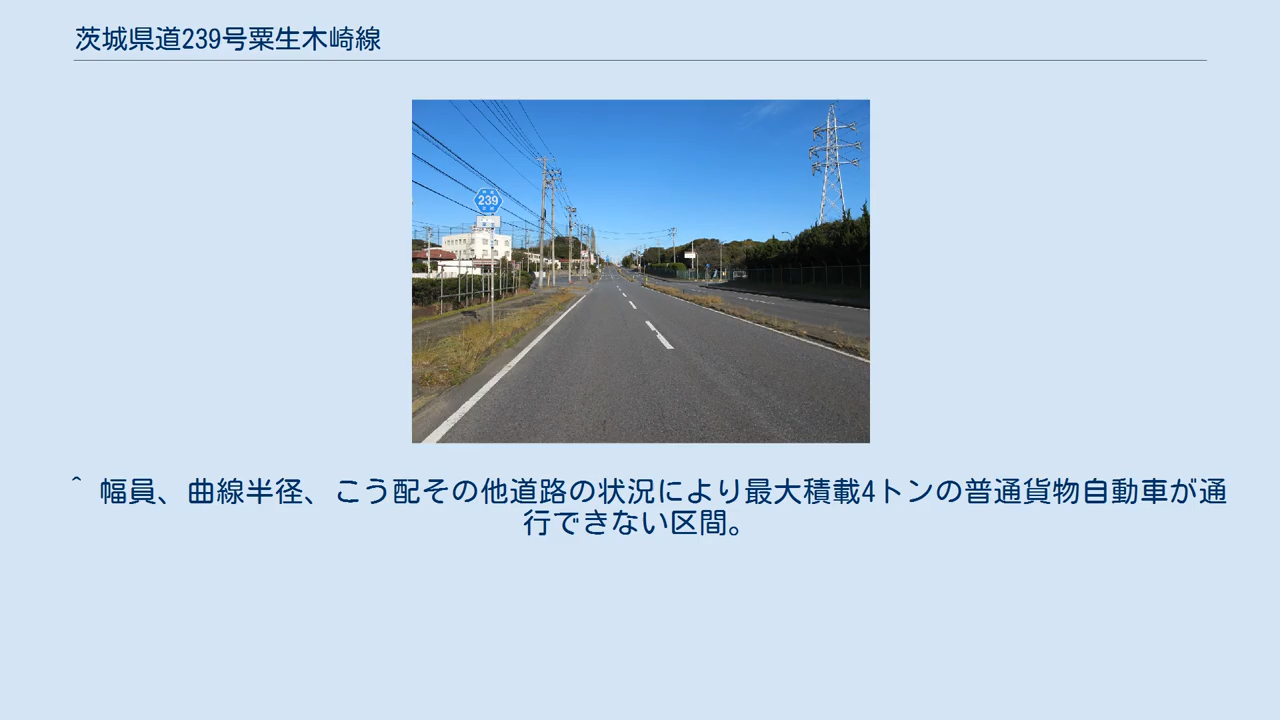 茨城県道239号粟生木崎線
239
^ 幅員、曲線半径、こう配その他道路の状況により最大積載4トンの普通貨物自動車が通
行できない区間。